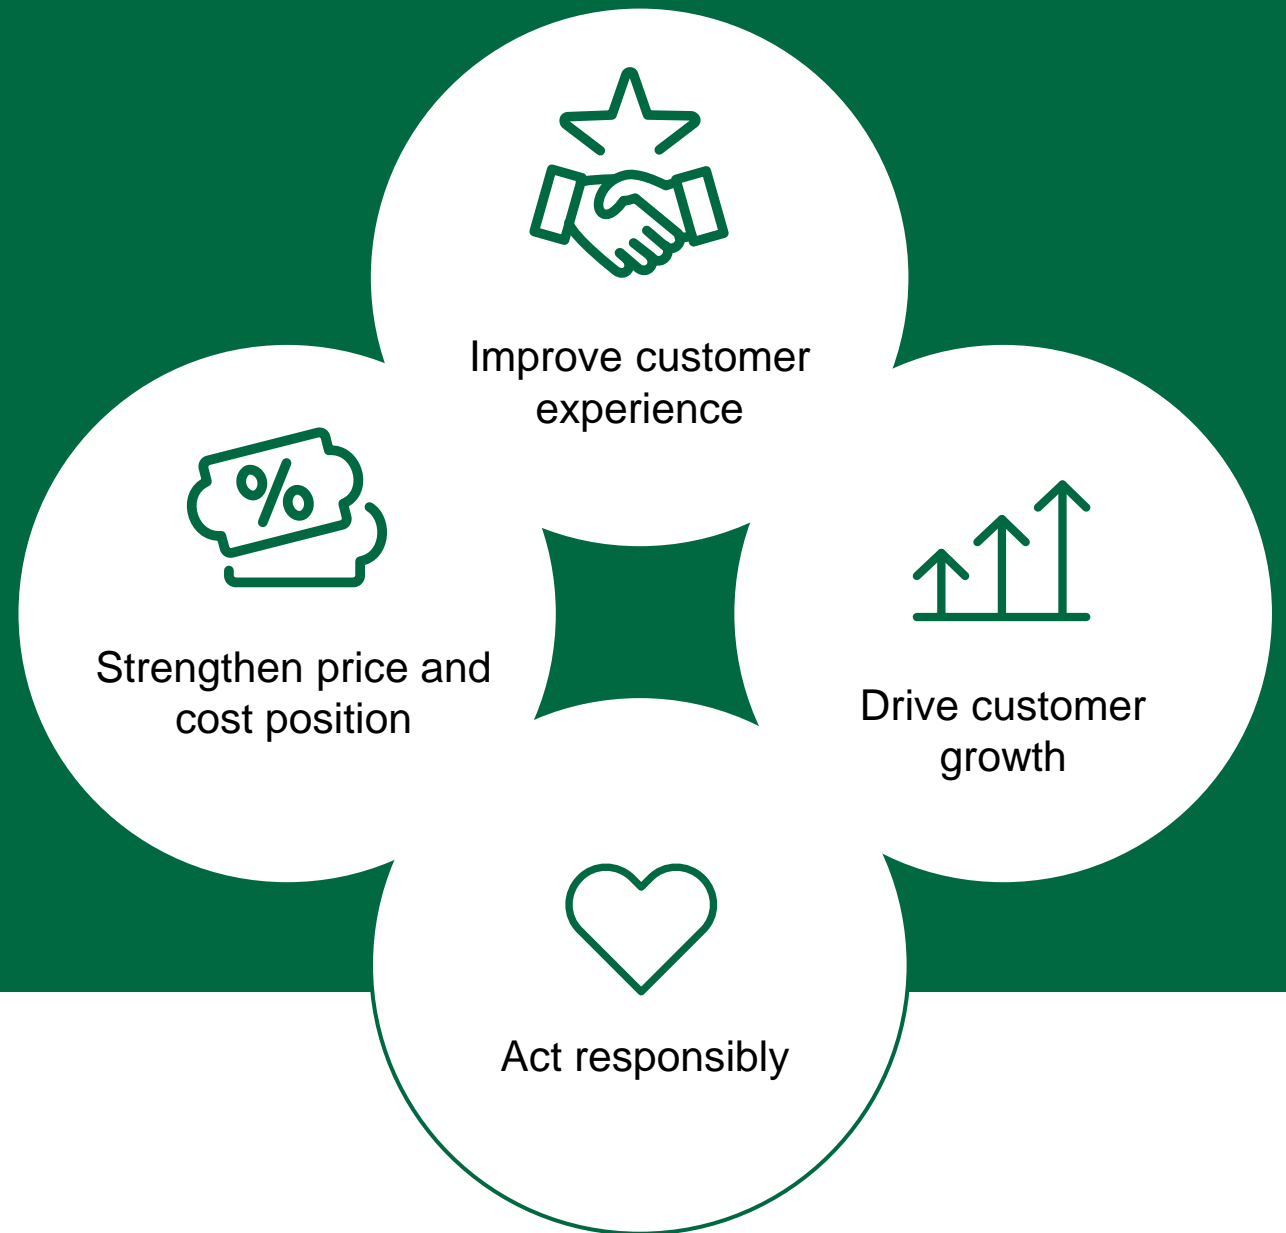 Improve customer
experience
%
Strengthen price and
cost position
Drive customer
growth
Act responsibly